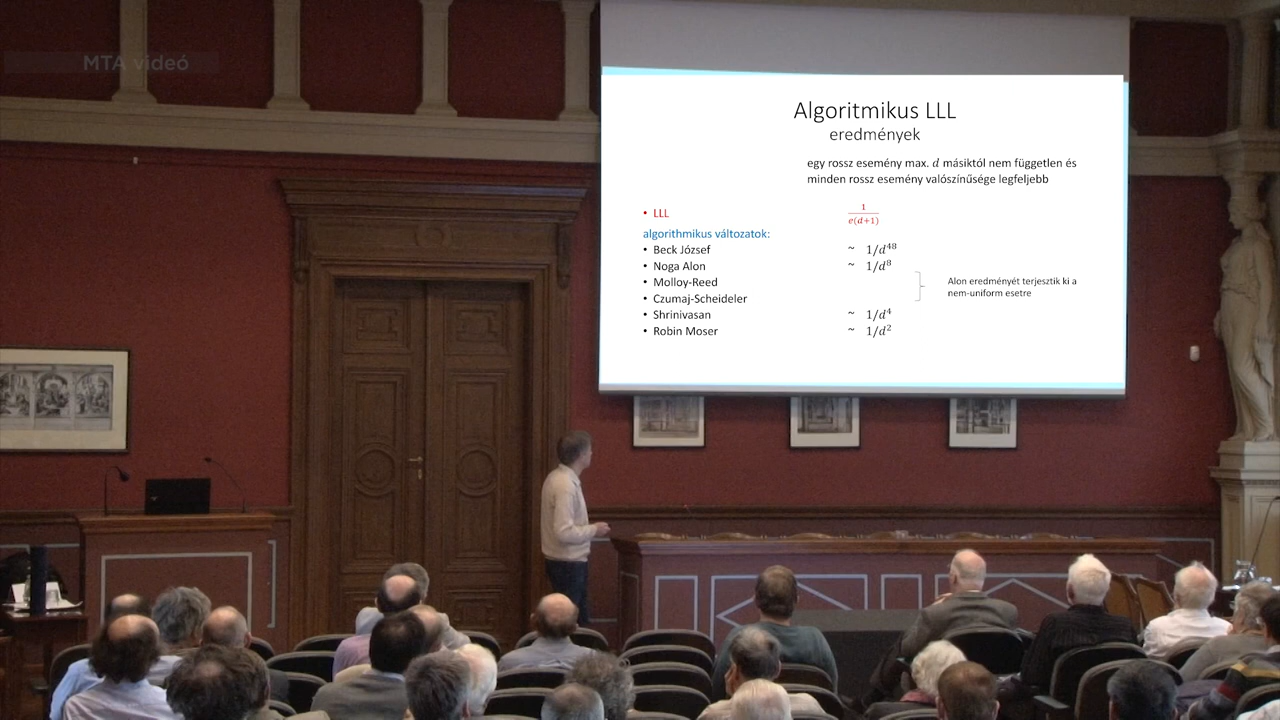 MTA videó
Algoritmikus LLL
eredmények
egy rossz esemény max. d másiktól nem független és
minden rossz esemény valószínűsége legfeljebb
• LLL 1/e(d+1)
algorithmikus változatok:
• Beck József ~ 1/d^48
• Noga Alon ~ 1/d^8
• Molloy-Reed
• Czumaj-Scheideler
Alon eredményét terjesztik ki a
nem-uniform esetre
• Shrinivasan ~ 1/d^4
• Robin Moser ~ 1/d^2